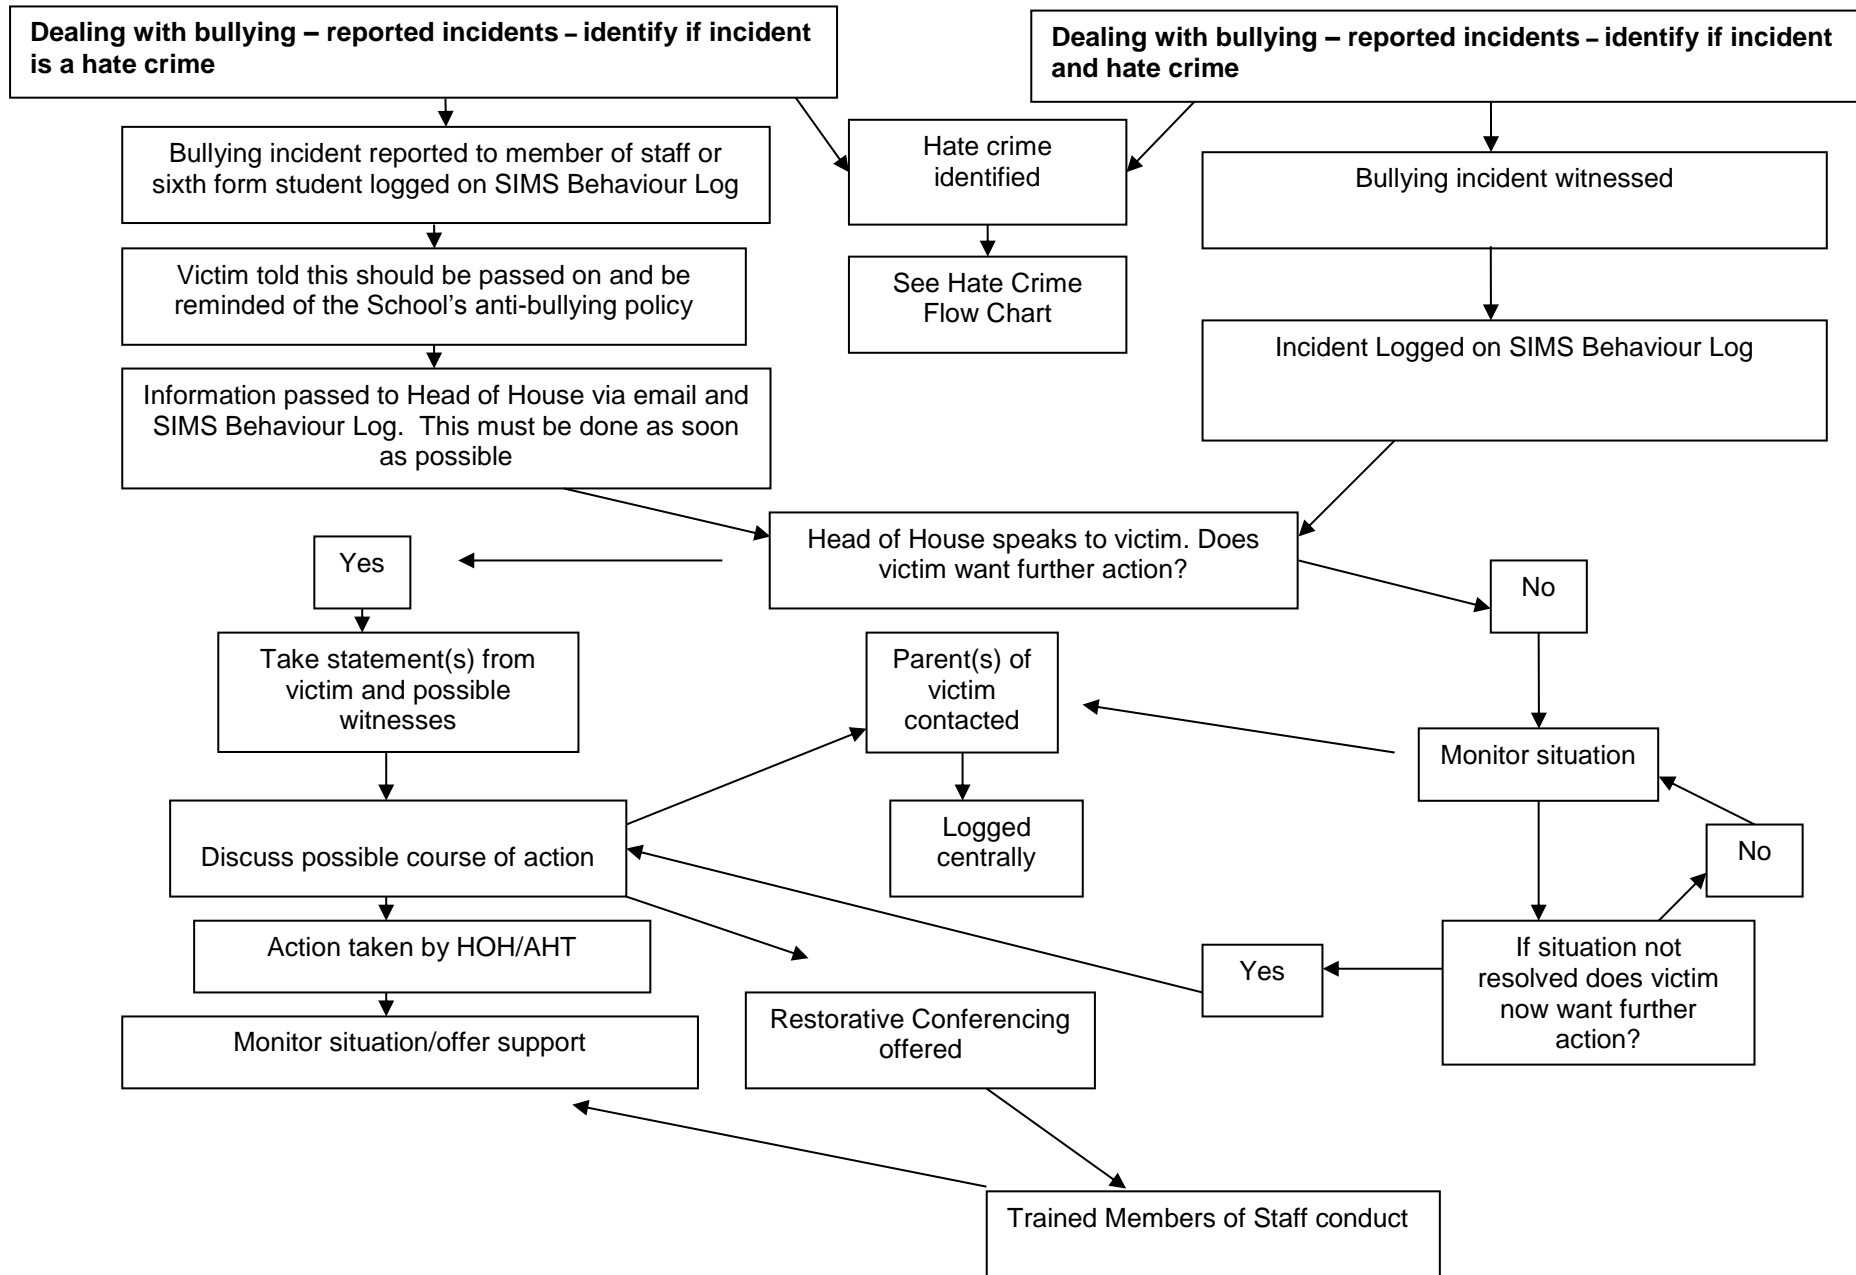 Dealing with bullying – reported incidents – identify if incident
is a hate crime
Dealing with bullying – reported incidents – identify if incident
and hate crime
Bullying incident reported to member of staff or
sixth form student logged on SIMS Behaviour Log
Hate crime
identified
Bullying incident witnessed
Victim told this should be passed on and be
reminded of the School's anti-bullying policy
See Hate Crime
Flow Chart
Incident Logged on SIMS Behaviour Log
Information passed to Head of House via email and
SIMS Behaviour Log. This must be done as soon
as possible
Head of House speaks to victim. Does
victim want further action?
Yes
No
Take statement(s) from
victim and possible
witnesses
Parent(s) of
victim
contacted
Monitor situation
Discuss possible course of action
Logged
centrally
No
Action taken by HOH/AHT
Yes
If situation not
resolved does victim
now want further
action?
Monitor situation/offer support
Restorative Conferencing
offered
Trained Members of Staff conduct